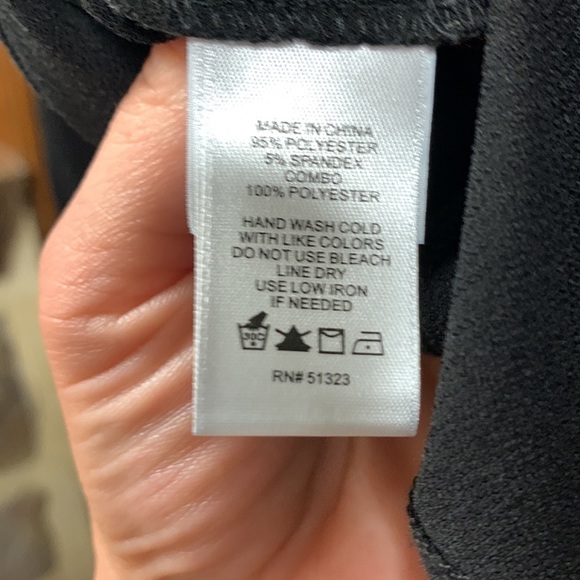 MADE IN CHINA
95% POLYESTER
5% SPANDEX
COMBO
100% POLYESTER
HAND WASH COLD
WITH LIKE COLORS
DO NOT USE BLEACH
LINE DRY
USE LOW IRON
IF NEEDED
30C
RN# 51323